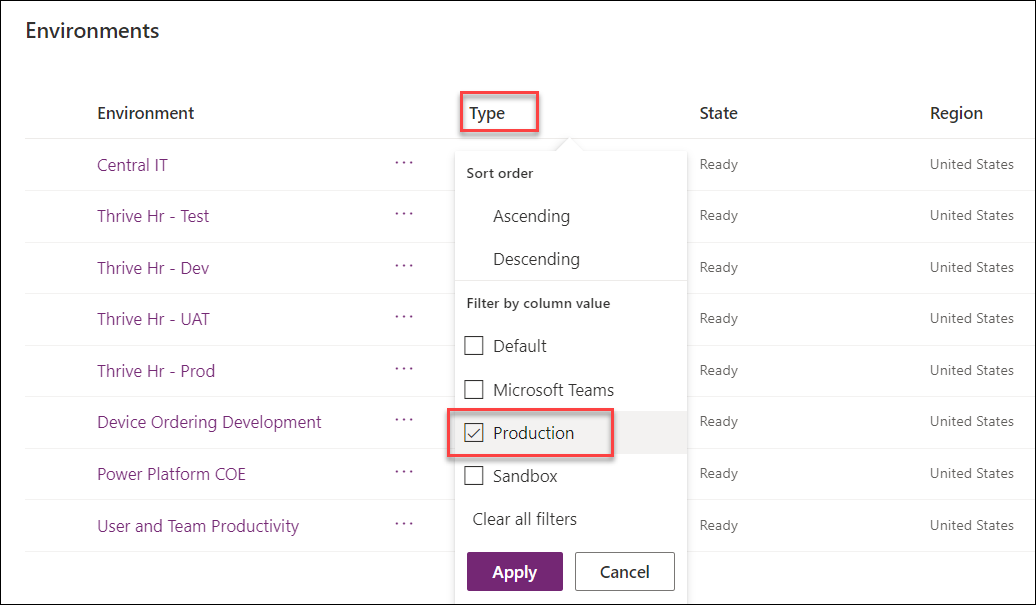 Environments
Environment Type State Region
Central IT ... Ready United States
Sort order
Thrive Hr - Test ... Ascending Ready United States
Thrive Hr - Dev ... Descending Ready United States
Filter by column value
Thrive Hr - UAT ... Ready United States
Default
Thrive Hr - Prod ... Ready United States
Microsoft Teams
Device Ordering Development ... Production Ready United States
Power Platform COE ... Sandbox Ready United States
User and Team Productivity ... Clear all filters Ready United States
Apply Cancel